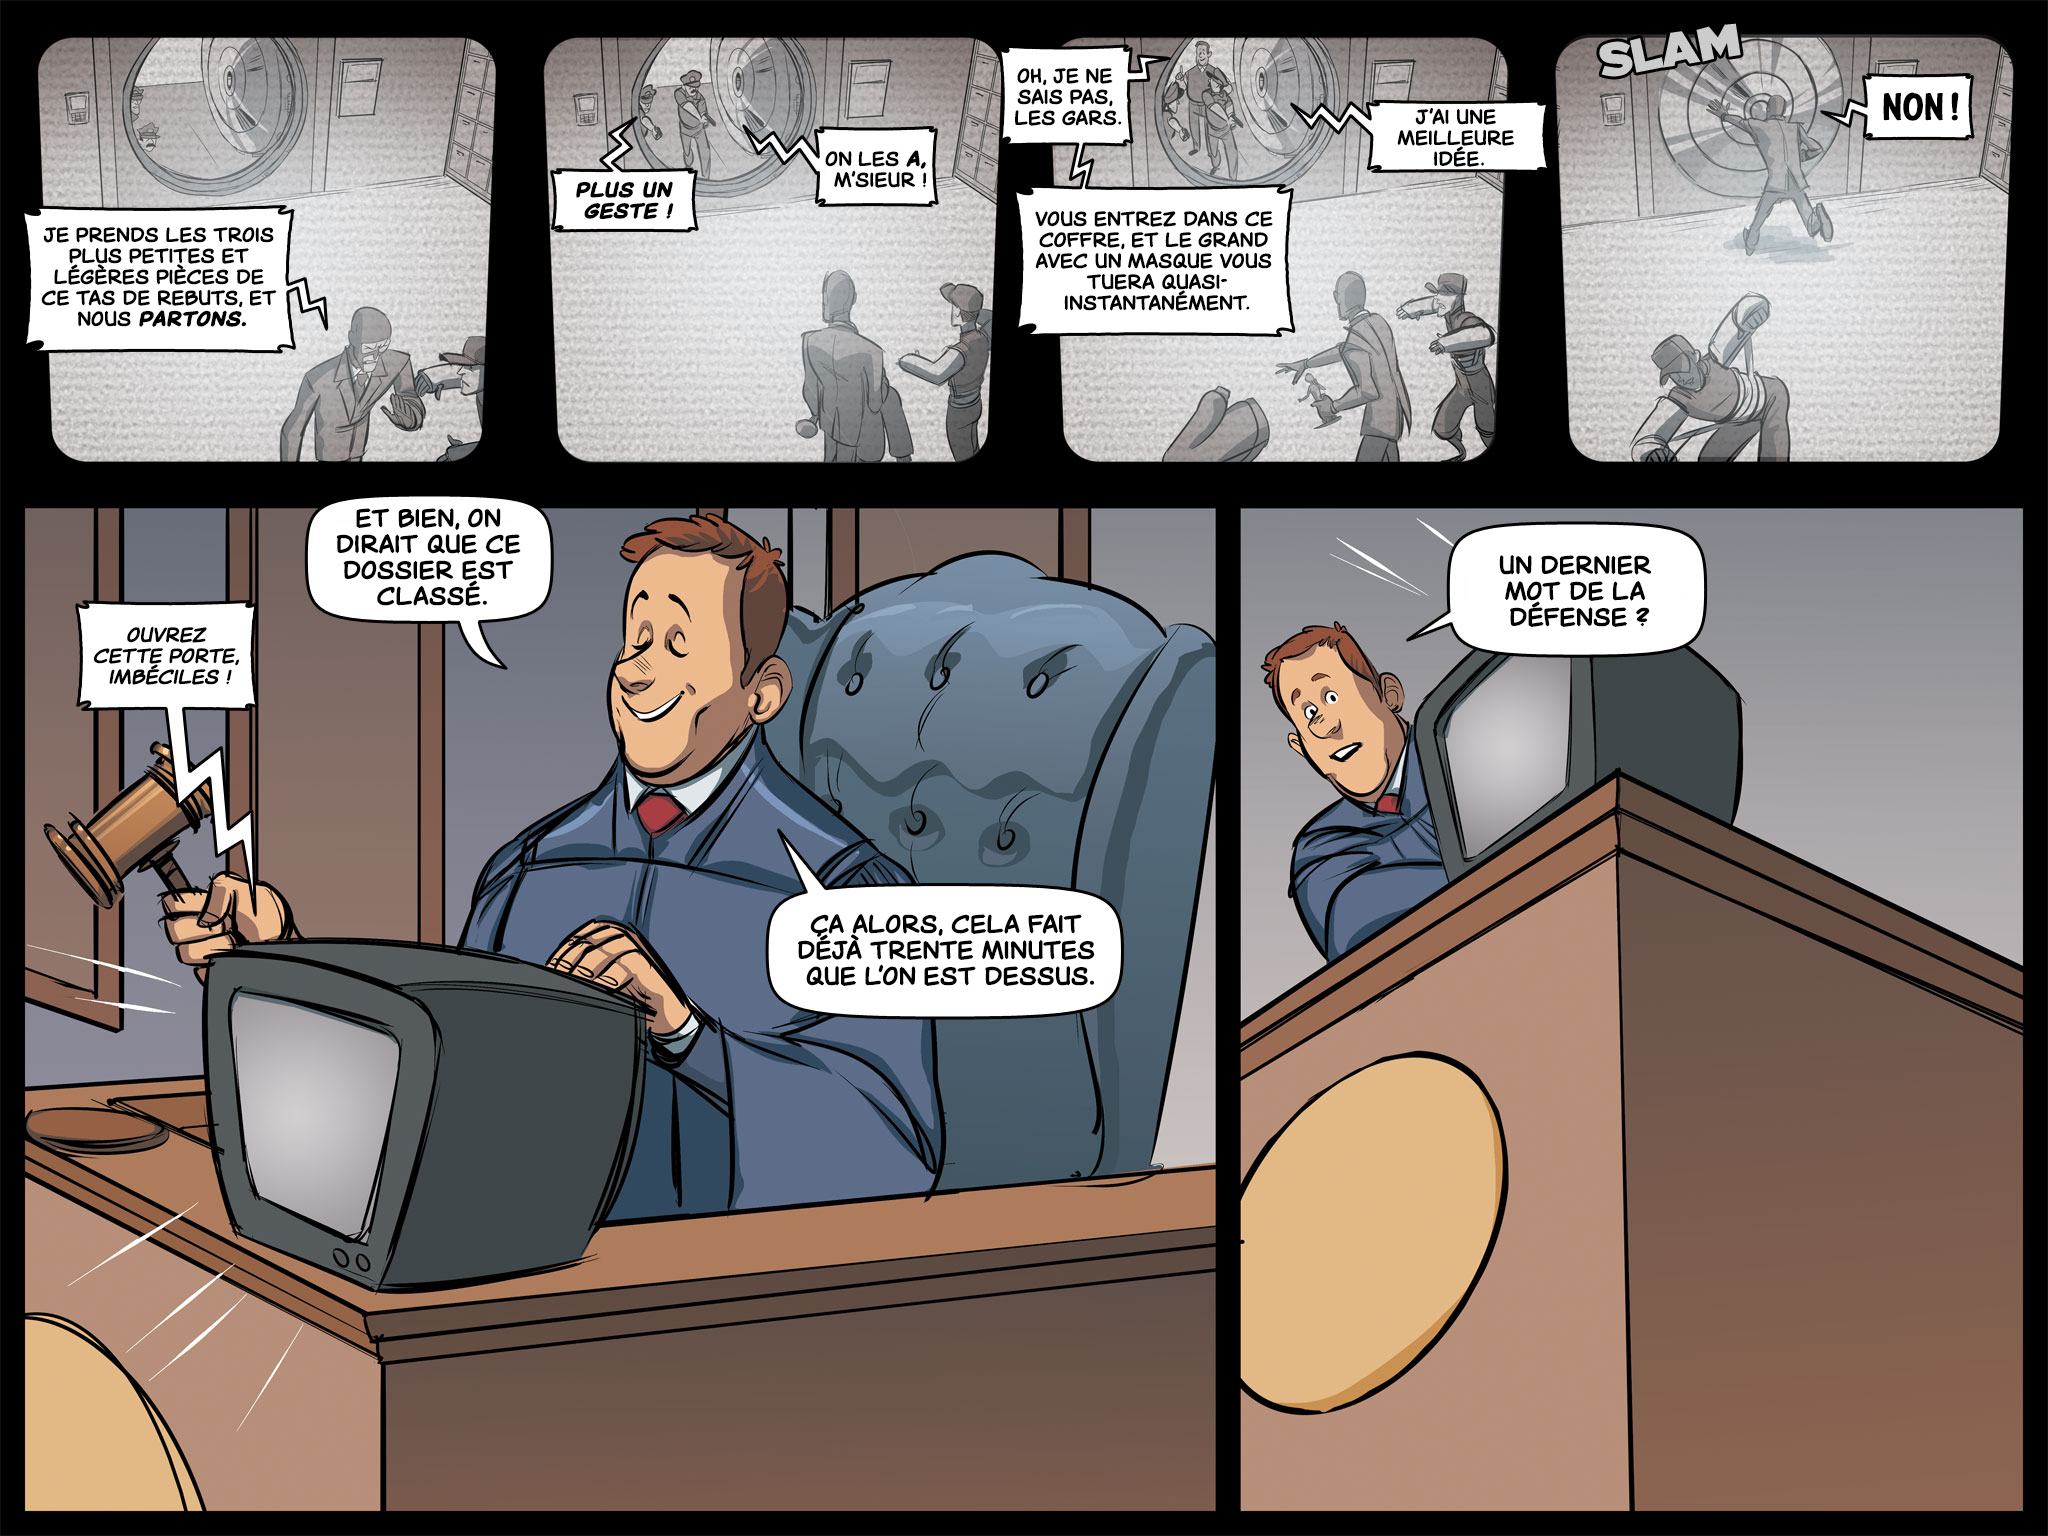 JE PRENDS LES TROIS
PLUS PETITES ET
LÉGÈRES PIÈCES DE
CE TAS DE REBUTS, ET
NOUS PARTONS.
PLUS UN
GESTE !
ON LES A,
M'SIEUR !
OH, JE NE
SAIS PAS,
LES GARS.
VOUS ENTREZ DANS CE
COFFRE, ET LE GRAND
AVEC UN MASQUE VOUS
TUERA QUASI-
INSTANTANÉMENT.
J'AI UNE
MEILLEURE
IDÉE.
SLAM
NON !
ET BIEN, ON
DIRAIT QUE CE
DOSSIER EST
CLASSÉ.
OUVREZ
CETTE PORTE,
IMBÉCILES !
ÇA ALORS, CELA FAIT
DÉJÀ TRENTE MINUTES
QUE L'ON EST DESSUS.
UN DERNIER
MOT DE LA
DÉFENSE ?